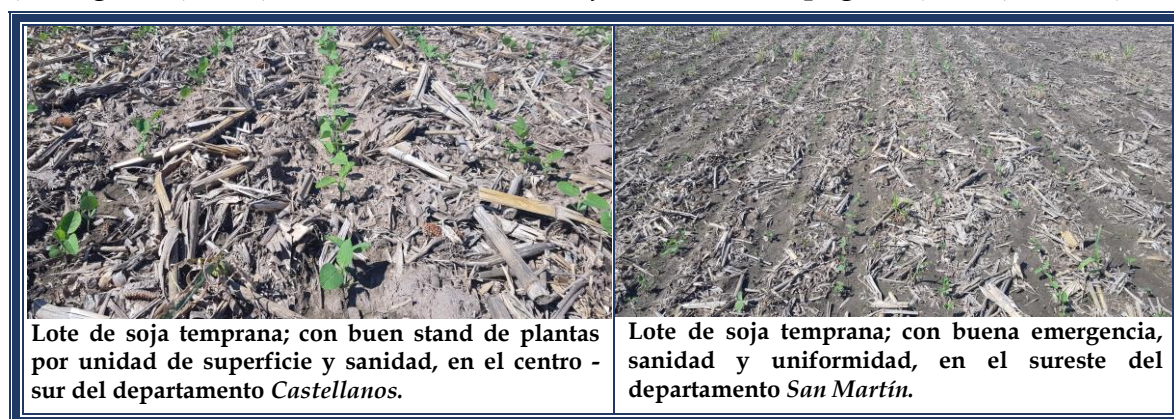 Lote de soja temprana; con buen stand de plantas
por unidad de superficie y sanidad, en el centro -
sur del departamento Castellanos.
Lote de soja temprana; con buena emergencia,
sanidad y uniformidad, en el sureste del
departamento San Martín.